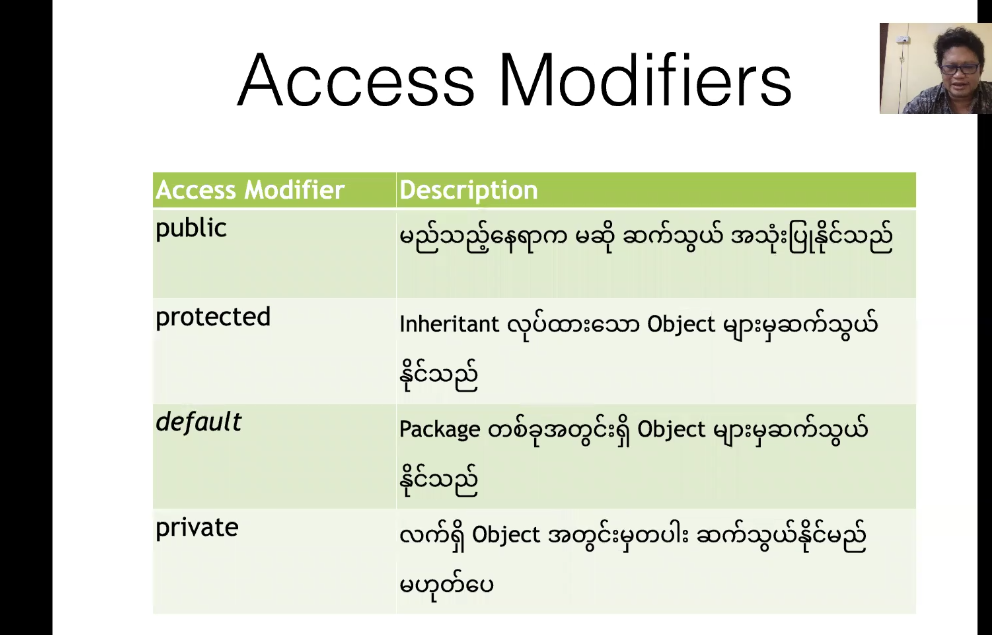 Access Modifiers
Access Modifier Description
public မည်သည့်နေရာက မဆို ဆက်သွယ် အသုံးပြုနိုင်သည်
protected Inheritant လုပ်ထားသော Object များမှဆက်သွယ်
နိုင်သည်
default Package တစ်ခုအတွင်းရှိ Object များမှဆက်သွယ်
နိုင်သည်
private လက်ရှိ Object အတွင်းမှတပါး ဆက်သွယ်နိုင်မည်
မဟုတ်ပေ